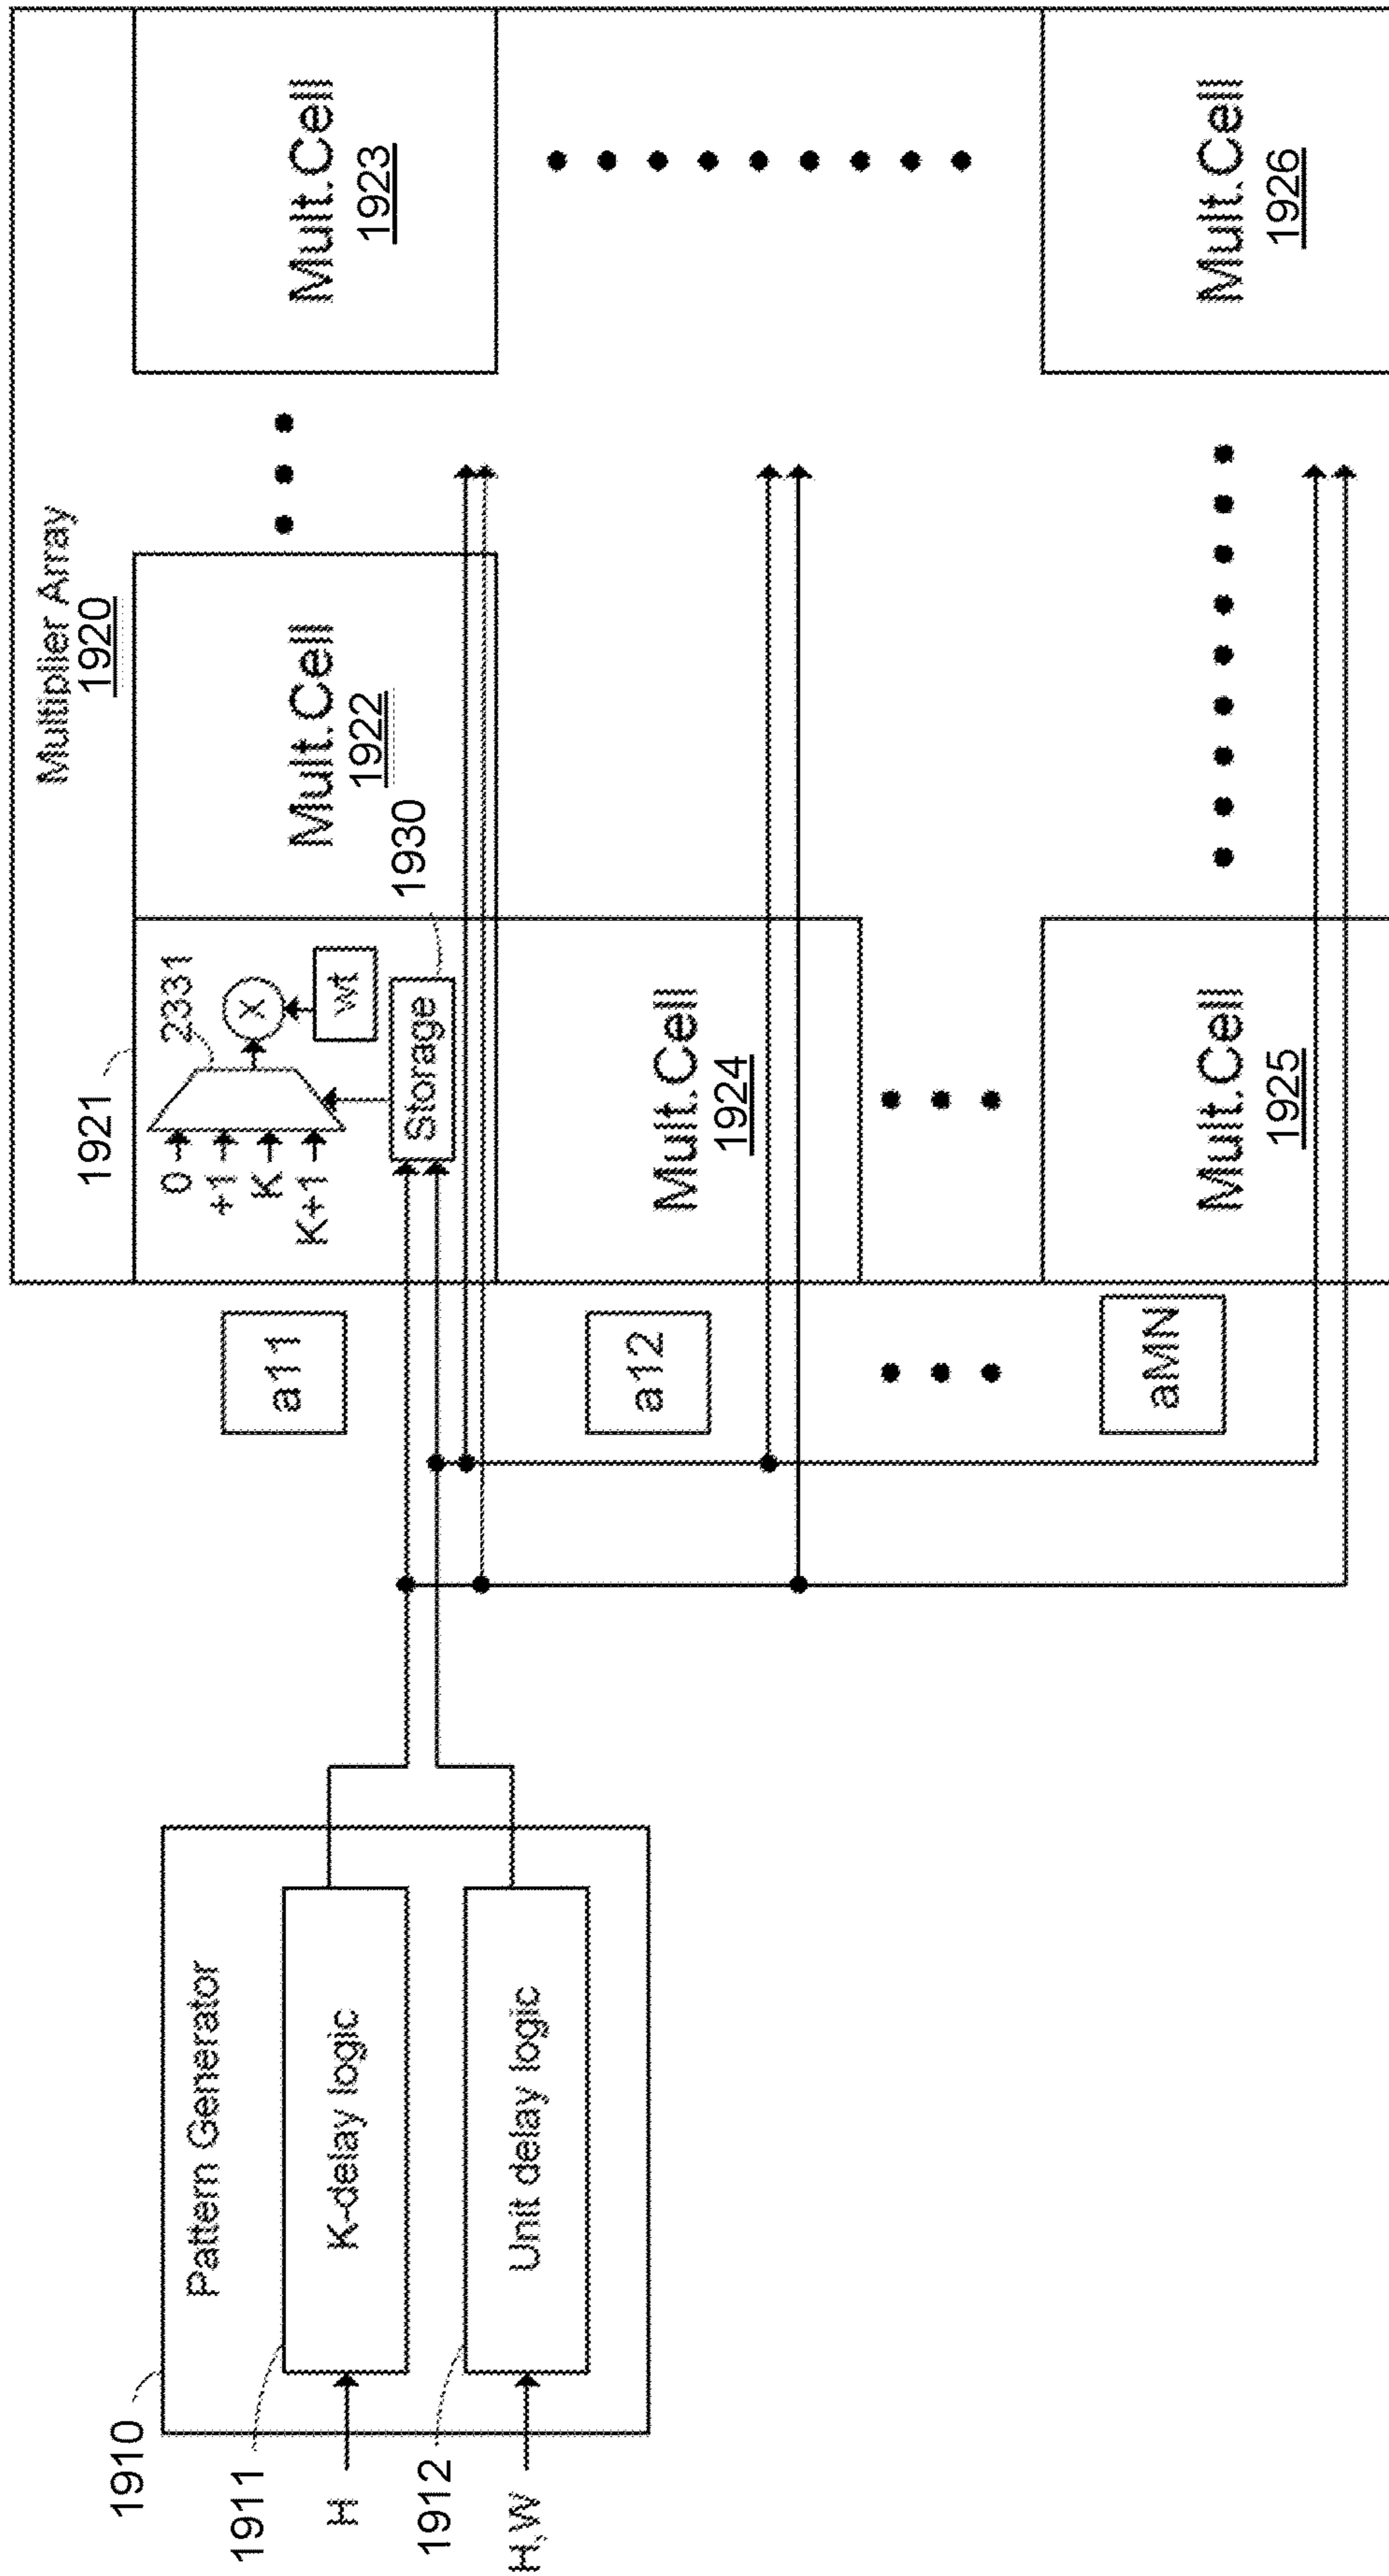 1910
Pattern Generator
1911
K-delay logic
H
1912
Unit delay logic
H,W
Multiplier Array
1920
1921
2331
0
+1
K
K+1
X
wt
Storage
1930
Mult.Cell
1922
Mult.Cell
1923
a11
a12
Mult.Cell
1924
aMN
Mult.Cell
1925
Mult.Cell
1926